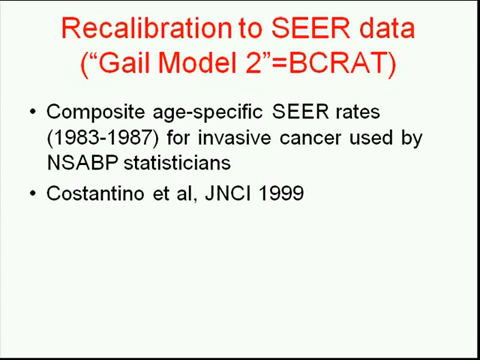 Recalibration to SEER data
(“Gail Model 2”=BCRAT)
• Composite age-specific SEER rates
(1983-1987) for invasive cancer used by
NSABP statisticians
• Costantino et al, JNCI 1999